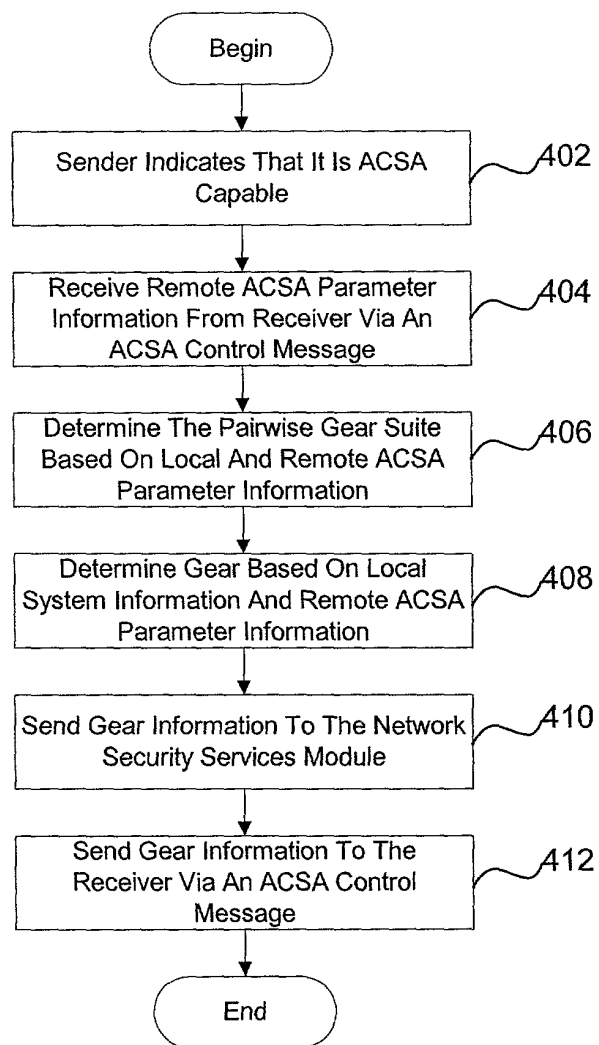 Begin
Sender Indicates That It Is ACSA
Capable
402
Receive Remote ACSA Parameter
Information From Receiver Via An
ACSA Control Message
404
Determine The Pairwise Gear Suite
Based On Local And Remote ACSA
Parameter Information
406
Determine Gear Based On Local
System Information And Remote ACSA
Parameter Information
408
Send Gear Information To The Network
Security Services Module
410
Send Gear Information To The
Receiver Via An ACSA Control
Message
412
End